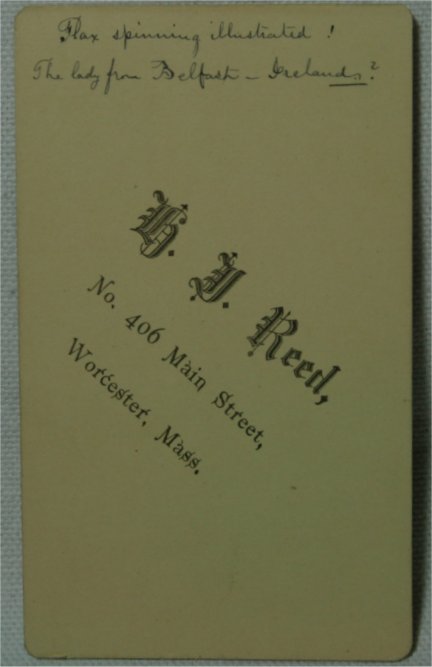 Flax spinning illustrated !
The lady from Belfast – Irelands ?
H. J. Reed,
No. 406 Main Street,
Worcester, Mass.